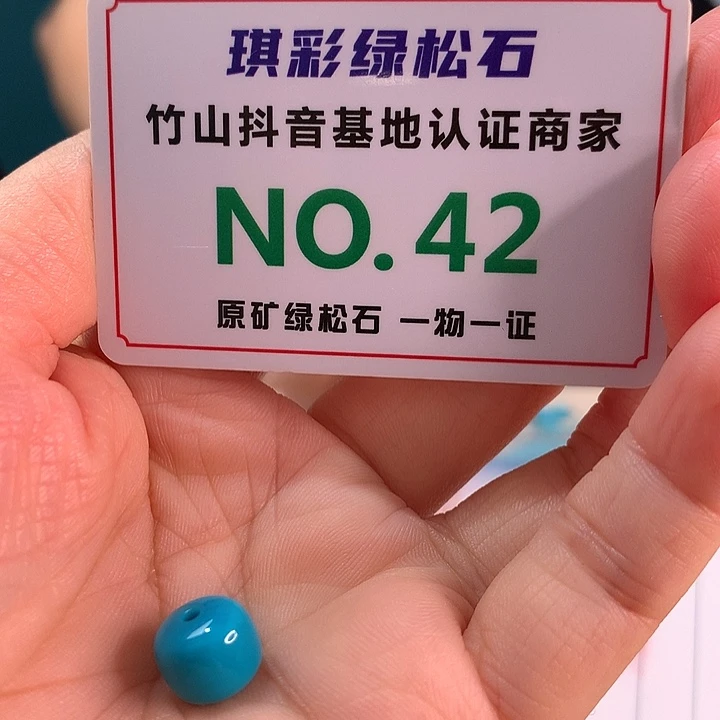 琪彩绿松石
竹山抖音基地认证商家
NO.42
原矿绿松石 一物一证